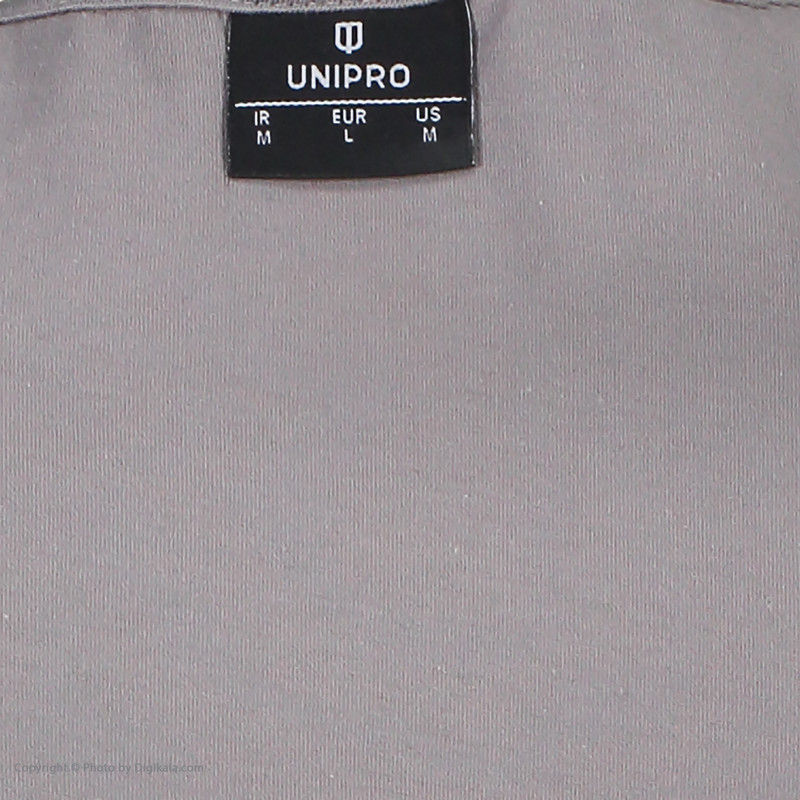 UNIPRO
IR EUR US
M L M
Copyright © Photo by Digikala.com